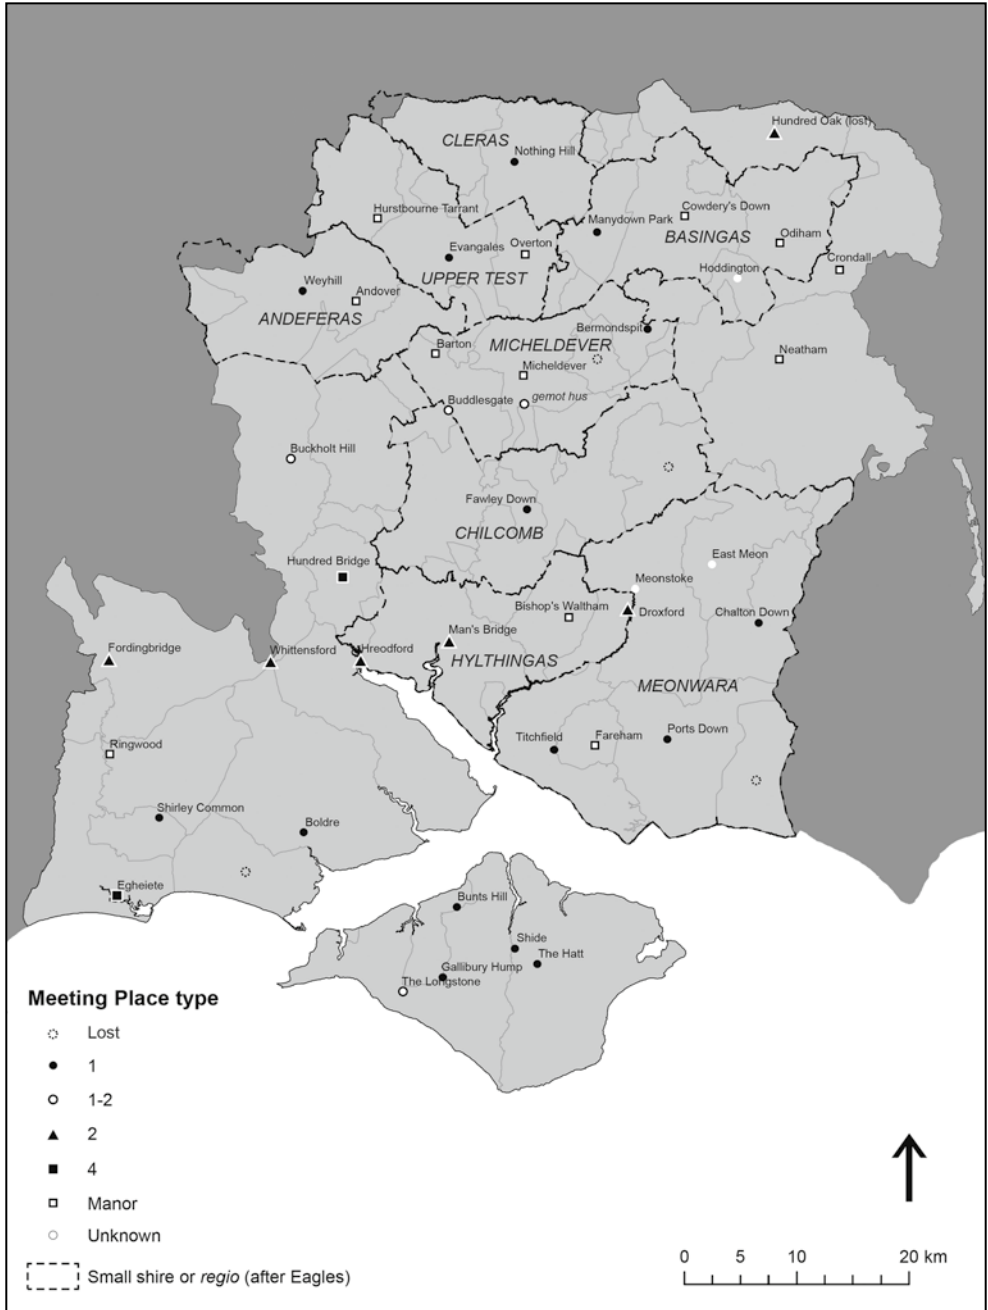 Hundred Oak (lost)
CLERAS
Nothing Hill
Hurstbourne Tarrant
Cowdery's Down
Manydown Park
BASINGAS
Odiham
Evangales
Overton
Crondall
Hoddington
UPPER TEST
Weyhill
Andover
ANDEFERAS
Bermondspit
Barton
MICHELDEVER
Neatham
Micheldever
Buddlesgate
gemot hus
Buckholt Hill
Fawley Down
CHILCOMB
Hundred Bridge
East Meon
Meonstoke
Bishop's Waltham
Droxford
Chalton Down
Man's Bridge
Fordingbridge
Whittensford
Hreodford
HYLTHINGAS
MEONWARA
Ringwood
Titchfield
Fareham
Ports Down
Shirley Common
Boldre
Egheiete
Bunts Hill
Shide
The Hatt
Gallibury Hump
The Longstone
Meeting Place type
Lost
1
1-2
2
4
Manor
Unknown
Small shire or regio (after Eagles)
0 5 10 20 km